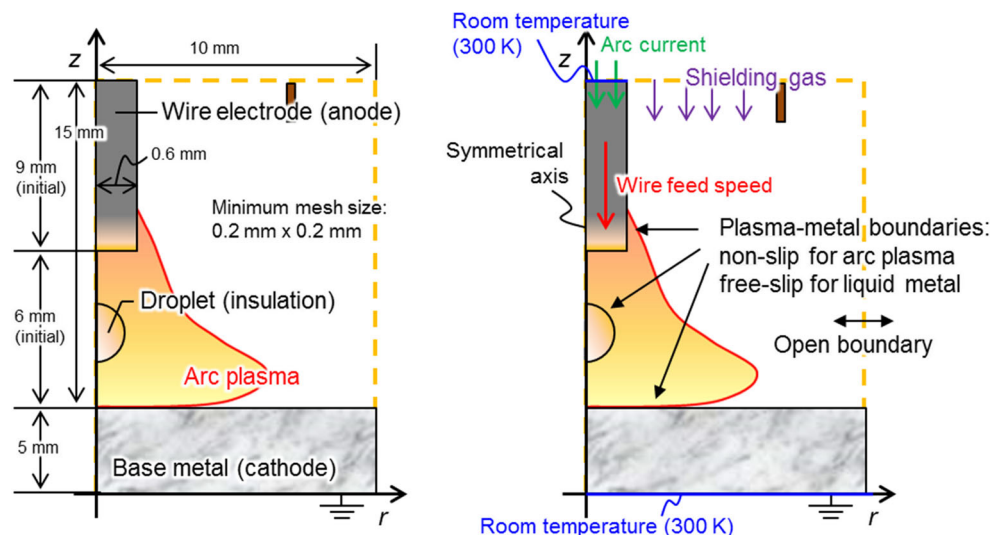 z
10 mm
Wire electrode (anode)
15 mm
9 mm
(initial)
0.6 mm
Minimum mesh size:
0.2 mm x 0.2 mm
Droplet (insulation)
6 mm
(initial)
Arc plasma
5 mm
Base metal (cathode)
r
Room temperature
(300 K)
Arc current
z
Shielding gas
Symmetrical
axis
Wire feed speed
Plasma-metal boundaries:
non-slip for arc plasma
free-slip for liquid metal
Open boundary
r
Room temperature (300 K)